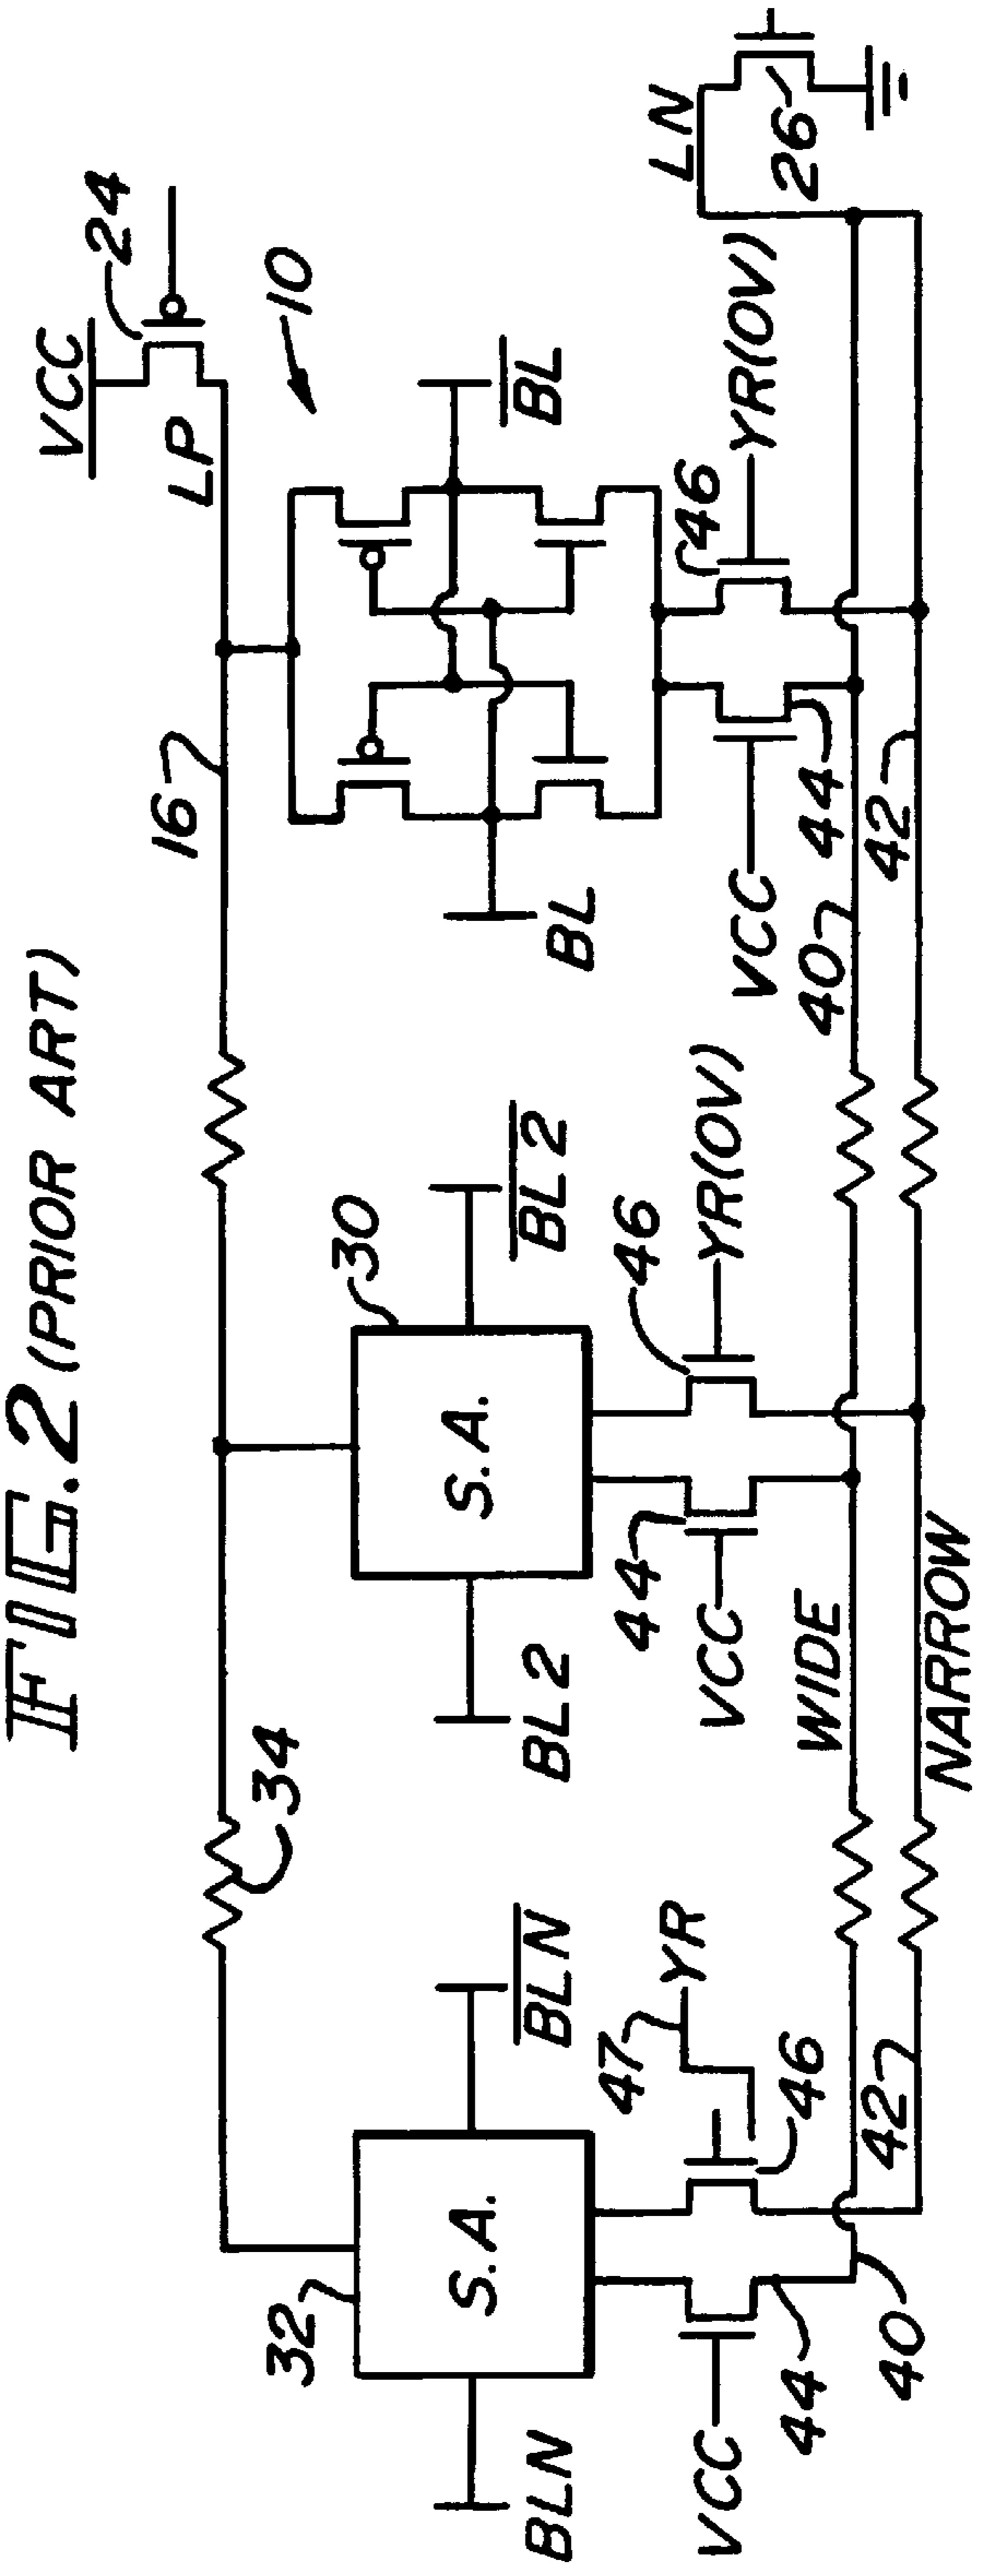 FIG. 2 (PRIOR ART)
VCC
24
LP
16
10
34
32
S.A.
30
S.A.
BLN
BLN
BL2
BL2
BL
BL
LN
26
VCC
44
47
YR
46
VCC
44
46
YR(OV)
VCC
44
46
YR(OV)
40
42
WIDE
NARROW
40
42